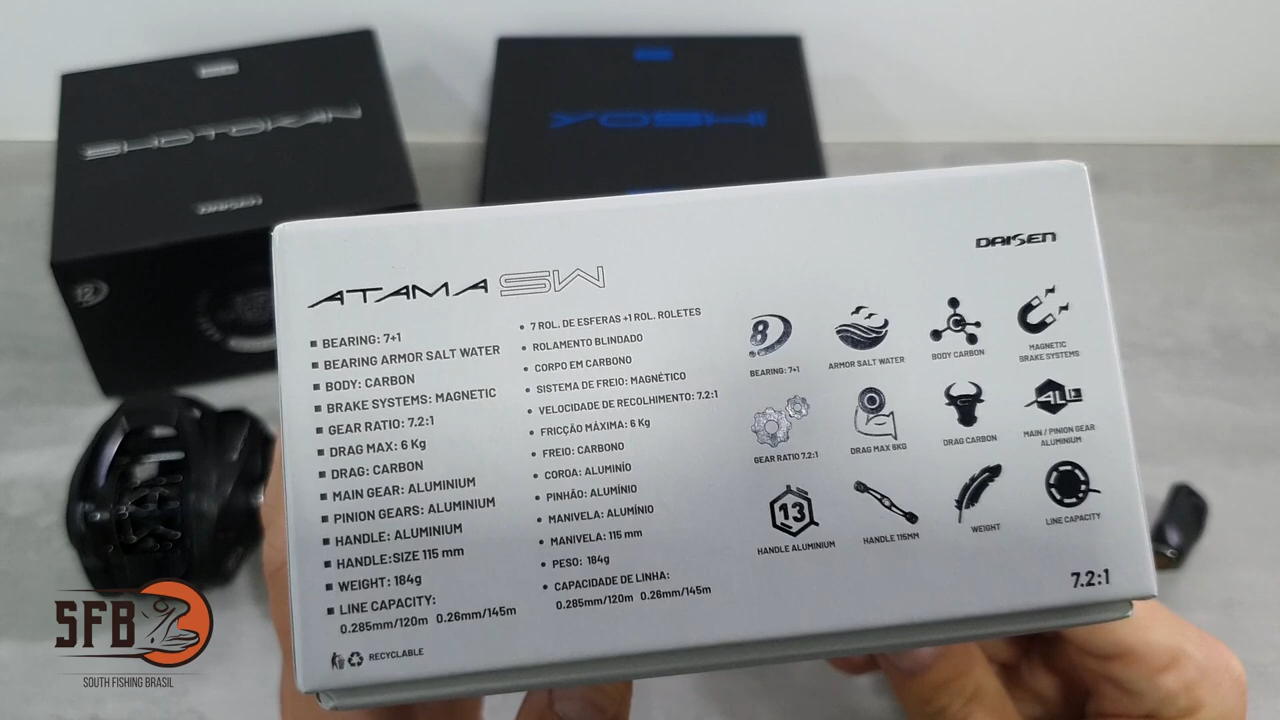 SHOTOKAN
DAISEN
YOSHI
DAISEN
ATAMA SW
BEARING: 7+1
BEARING ARMOR SALT WATER
BODY: CARBON
BRAKE SYSTEMS: MAGNETIC
GEAR RATIO: 7.2:1
DRAG MAX: 6 Kg
DRAG: CARBON
MAIN GEAR: ALUMINIUM
PINION GEARS: ALUMINIUM
HANDLE: ALUMINIUM
HANDLE:SIZE 115 mm
WEIGHT: 184g
LINE CAPACITY:
0.285mm/120m 0.26mm/145m
RECYCLABLE
7 ROL. DE ESFERAS +1 ROL. ROLETES
ROLAMENTO BLINDADO
CORPO EM CARBONO
SISTEMA DE FREIO: MAGNÉTICO
VELOCIDADE DE RECOLHIMENTO: 7.2:1
FRICÇÃO MÁXIMA: 6 Kg
FREIO: CARBONO
COROA: ALUMINÍO
PINHÃO: ALUMÍNIO
MANIVELA: ALUMÍNIO
MANIVELA: 115 mm
PESO: 184g
CAPACIDADE DE LINHA:
0.285mm/120m 0.26mm/145m
8
BEARING: 7+1
ARMOR SALT WATER
C
BODY CARBON
MAGNETIC
BRAKE SYSTEMS
GEAR RATIO 7.2:1
DRAG MAX 6KG
DRAG CARBON
AL
MAIN / PINION GEAR
ALUMINIUM
13
HANDLE ALUMINIUM
HANDLE 115MM
WEIGHT
LINE CAPACITY
7.2:1
SFB
SOUTH FISHING BRASIL